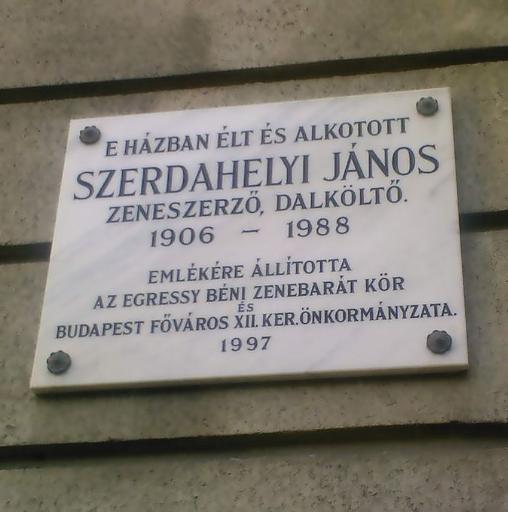 E HÁZBAN ÉLT ÉS ALKOTOTT
SZERDAHELYI JÁNOS
ZENESZERZŐ, DALKÖLTŐ.
1906 – 1988
EMLÉKÉRE ÁLLÍTOTTA
AZ EGRESSY BÉNI ZENEBARÁT KÖR
ÉS
BUDAPEST FŐVÁROS XII. KER. ÖNKORMÁNYZATA.
1997